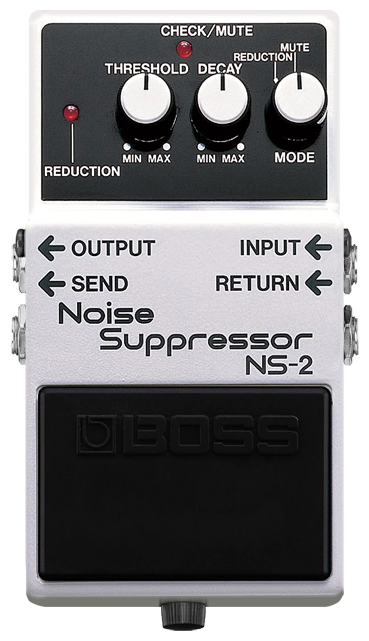 CHECK/MUTE
THRESHOLD DECAY
REDUCTION
MUTE
MIN MAX
MIN MAX
MODE
REDUCTION
← OUTPUT
INPUT ←
← SEND
RETURN ←
Noise
Suppressor
NS-2
BOSS